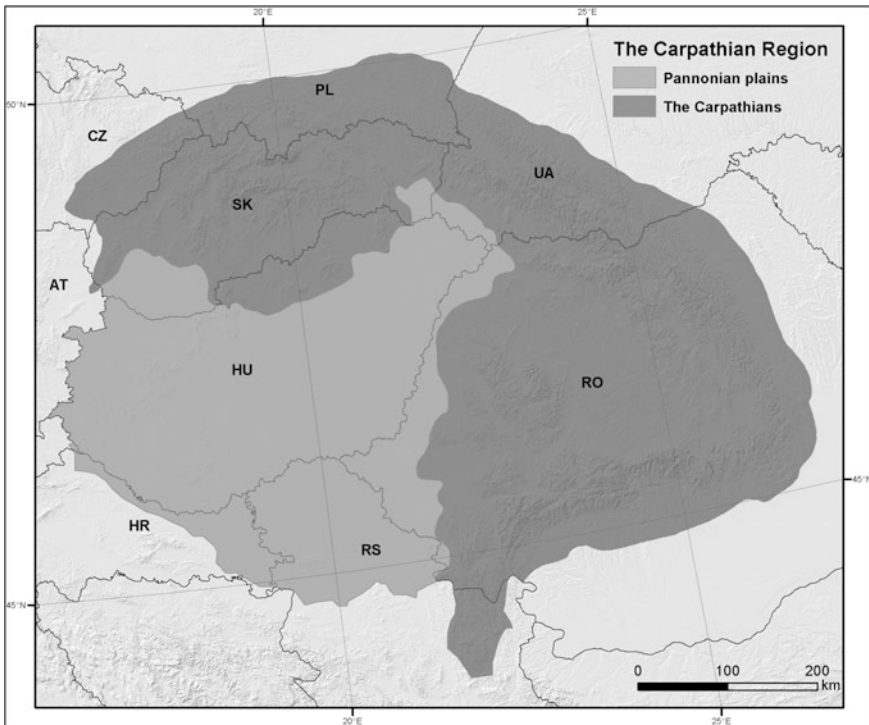 20°E
25°E
The Carpathian Region
Pannonian plains
The Carpathians
50°N
PL
CZ
UA
SK
AT
HU
RO
45°N
HR
RS
45°N
0 100 200
km
20°E
25°E